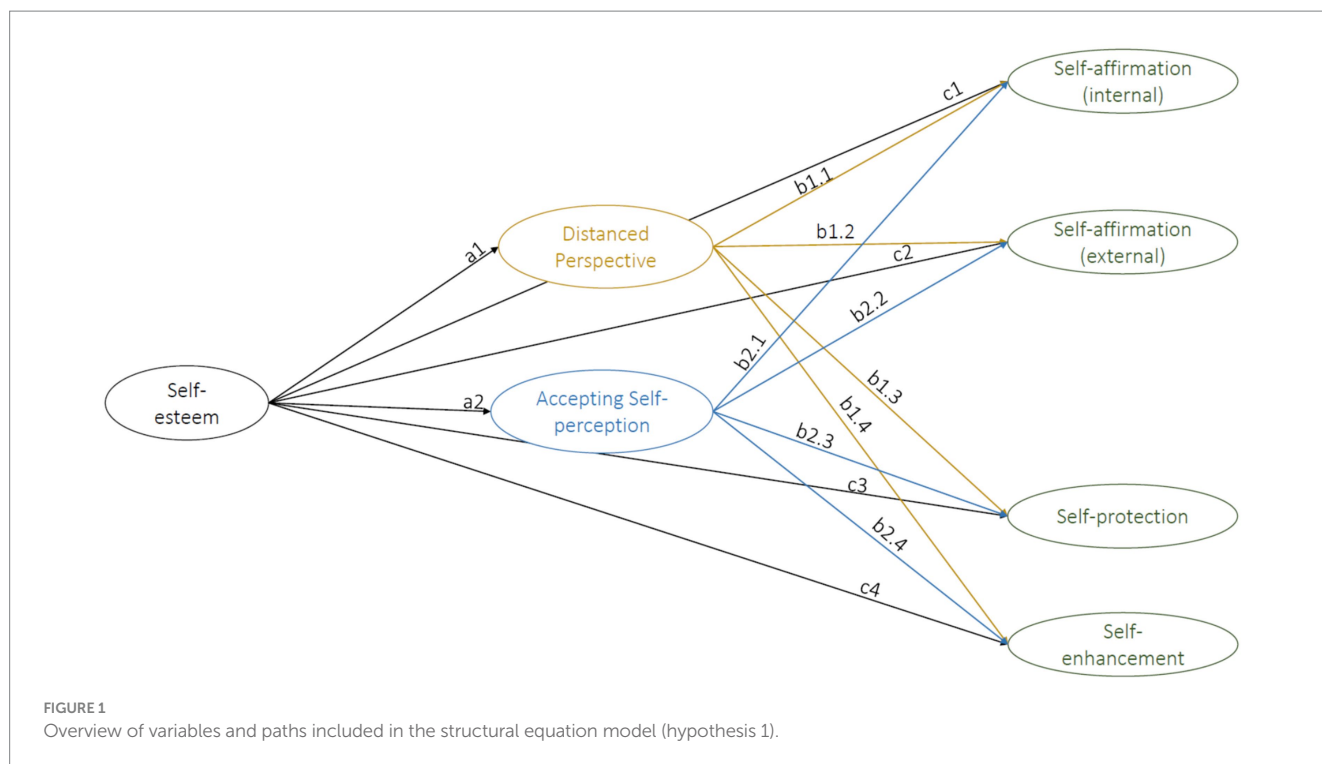 Self-affirmation
(internal)
c1
b1.1
Distanced
Perspective
b1.2
Self-affirmation
(external)
a1
c2
b2.2
b2.1
Self-
esteem
a2
Accepting Self-
perception
b1.3
b1.4
b2.3
c3
Self-protection
b2.4
c4
Self-
enhancement
FIGURE 1
Overview of variables and paths included in the structural equation model (hypothesis 1).